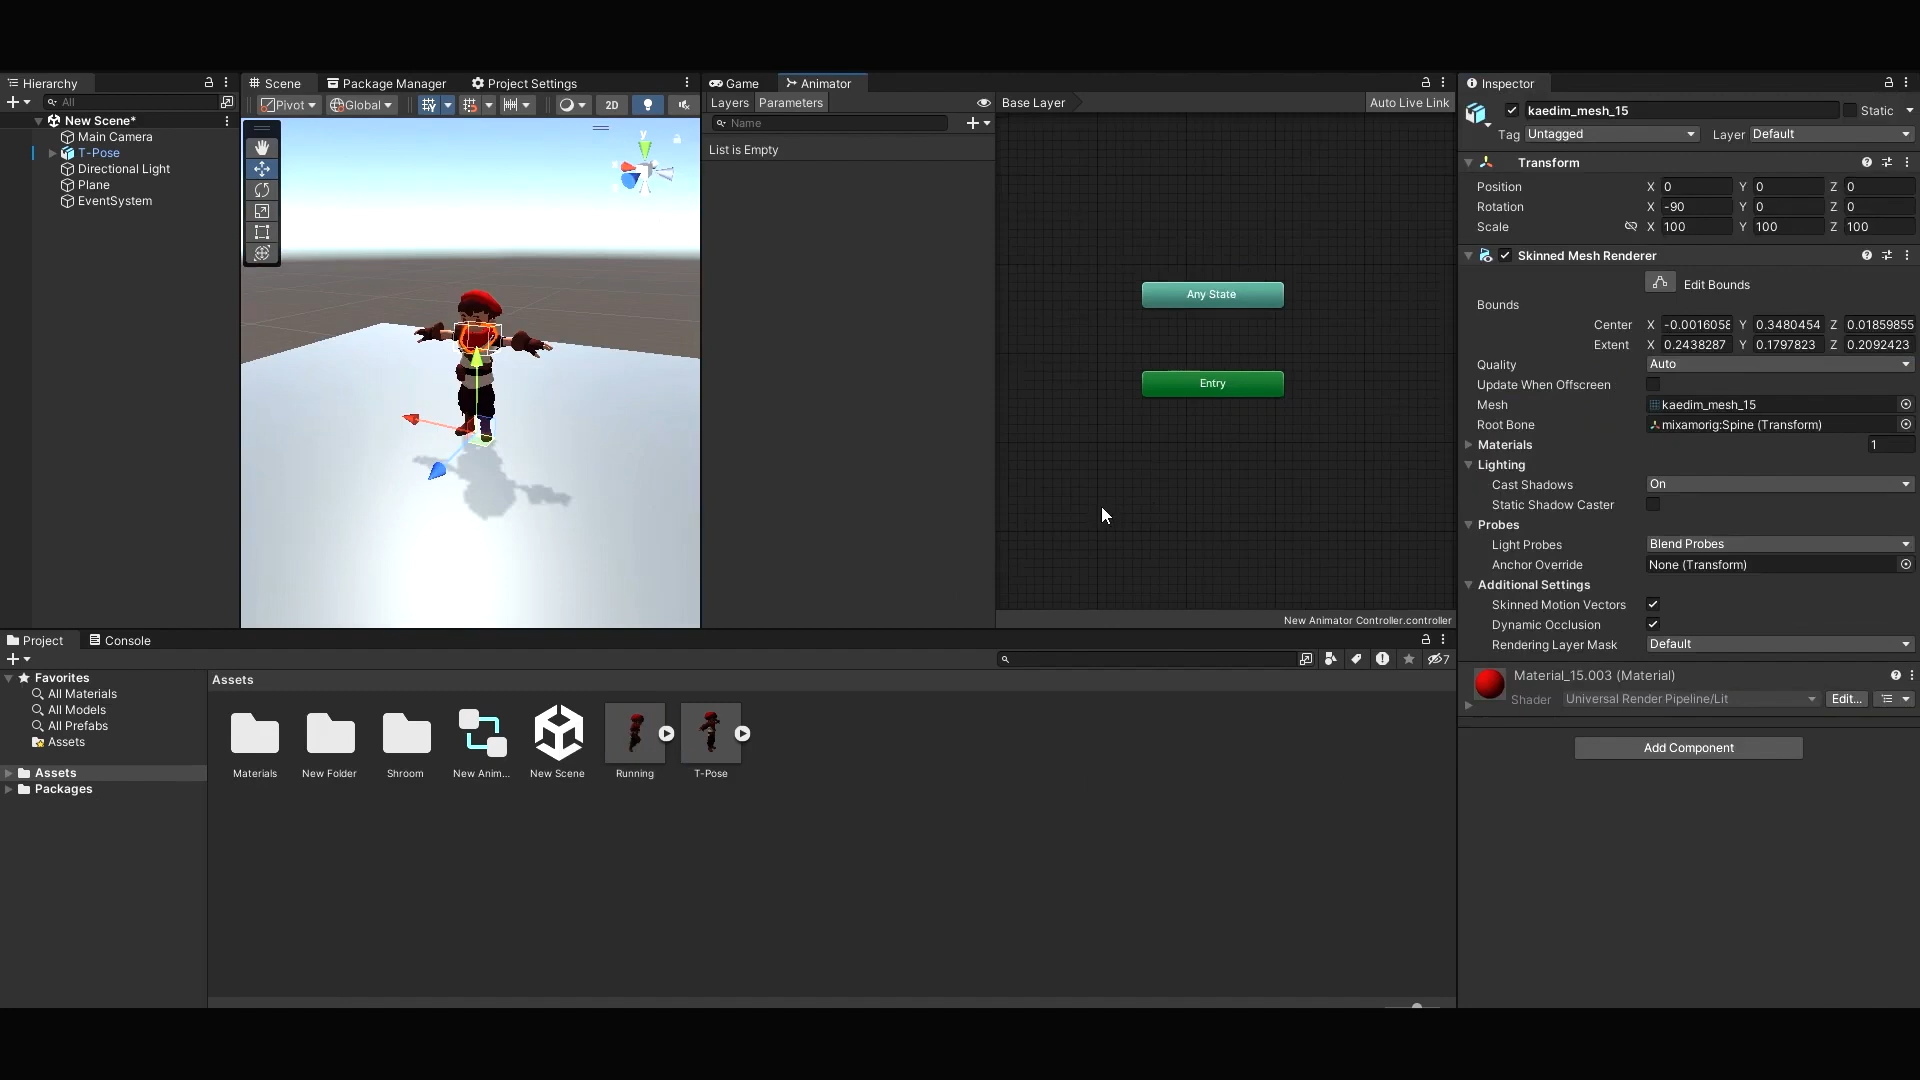 Hierarchy
All
New Scene*
Main Camera
T-Pose
Directional Light
Plane
EventSystem
Scene
Package Manager
Project Settings
Pivot
Global
2D
y
Game
Animator
Layers
Parameters
Base Layer
Auto Live Link
Name
List is Empty
Any State
Entry
New Animator Controller.controller
Inspector
kaedim_mesh_15
Static
Tag Untagged
Layer Default
Transform
Position X 0 Y 0 Z 0
Rotation X -90 Y 0 Z 0
Scale X 100 Y 100 Z 100
Skinned Mesh Renderer
Edit Bounds
Bounds
Center X -0.0016058 Y 0.3480454 Z 0.01859855
Extent X 0.2438287 Y 0.1797823 Z 0.2092423
Quality Auto
Update When Offscreen
Mesh kaedim_mesh_15
Root Bone mixamorig:Spine (Transform)
Materials 1
Lighting
Cast Shadows On
Static Shadow Caster
Probes
Light Probes Blend Probes
Anchor Override None (Transform)
Additional Settings
Skinned Motion Vectors
Dynamic Occlusion
Rendering Layer Mask Default
Material_15.003 (Material)
Shader Universal Render Pipeline/Lit Edit...
Add Component
Project
Console
7
Favorites
All Materials
All Models
All Prefabs
Assets
Assets
Packages
Assets
Materials
New Folder
Shroom
New Anim...
New Scene
Running
T-Pose